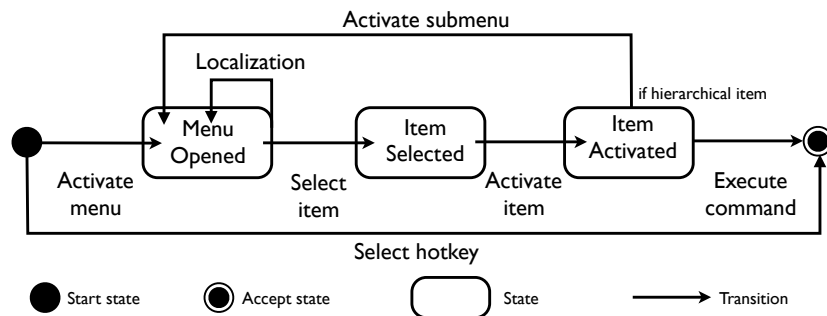 Activate submenu
Localization
if hierarchical item
Menu
Opened
Item
Selected
Item
Activated
Activate
menu
Select
item
Activate
item
Execute
command
Select hotkey
Start state
Accept state
State
Transition